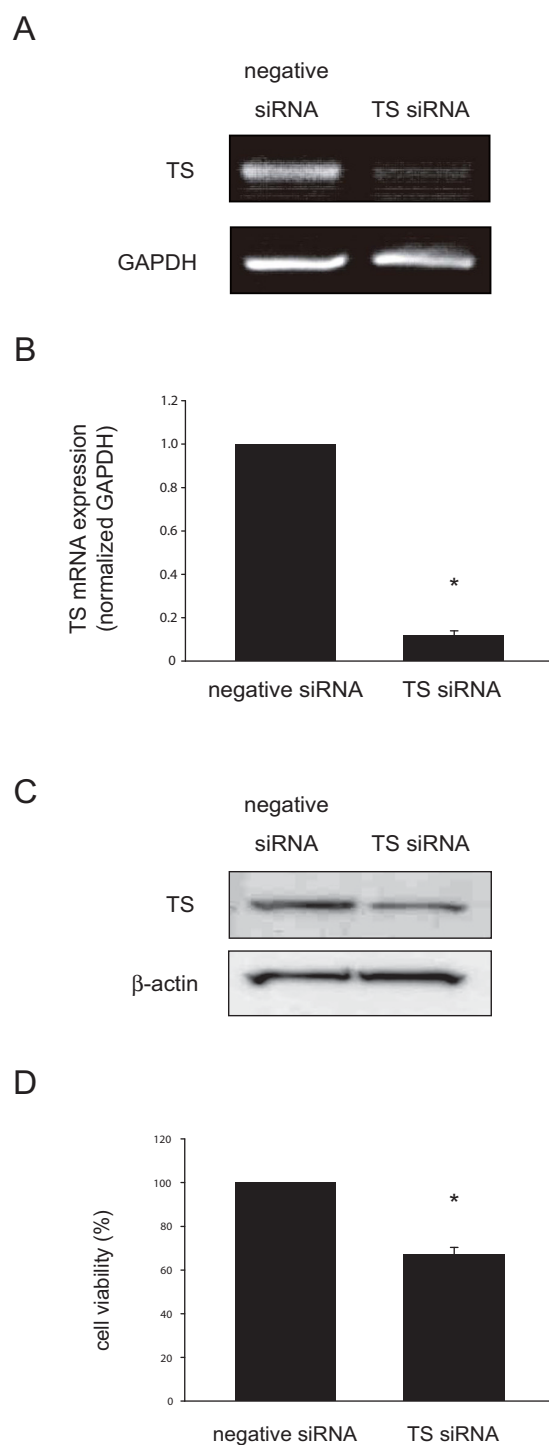 A
negative
siRNA TS siRNA
TS
GAPDH
B
TS mRNA expression
(normalized GAPDH)
1.2
1.0
0.8
0.6
0.4
0.2
0
*
negative siRNA TS siRNA
C
negative
siRNA TS siRNA
TS
β-actin
D
cell viability (%)
120
100
80
60
40
20
0
*
negative siRNA TS siRNA